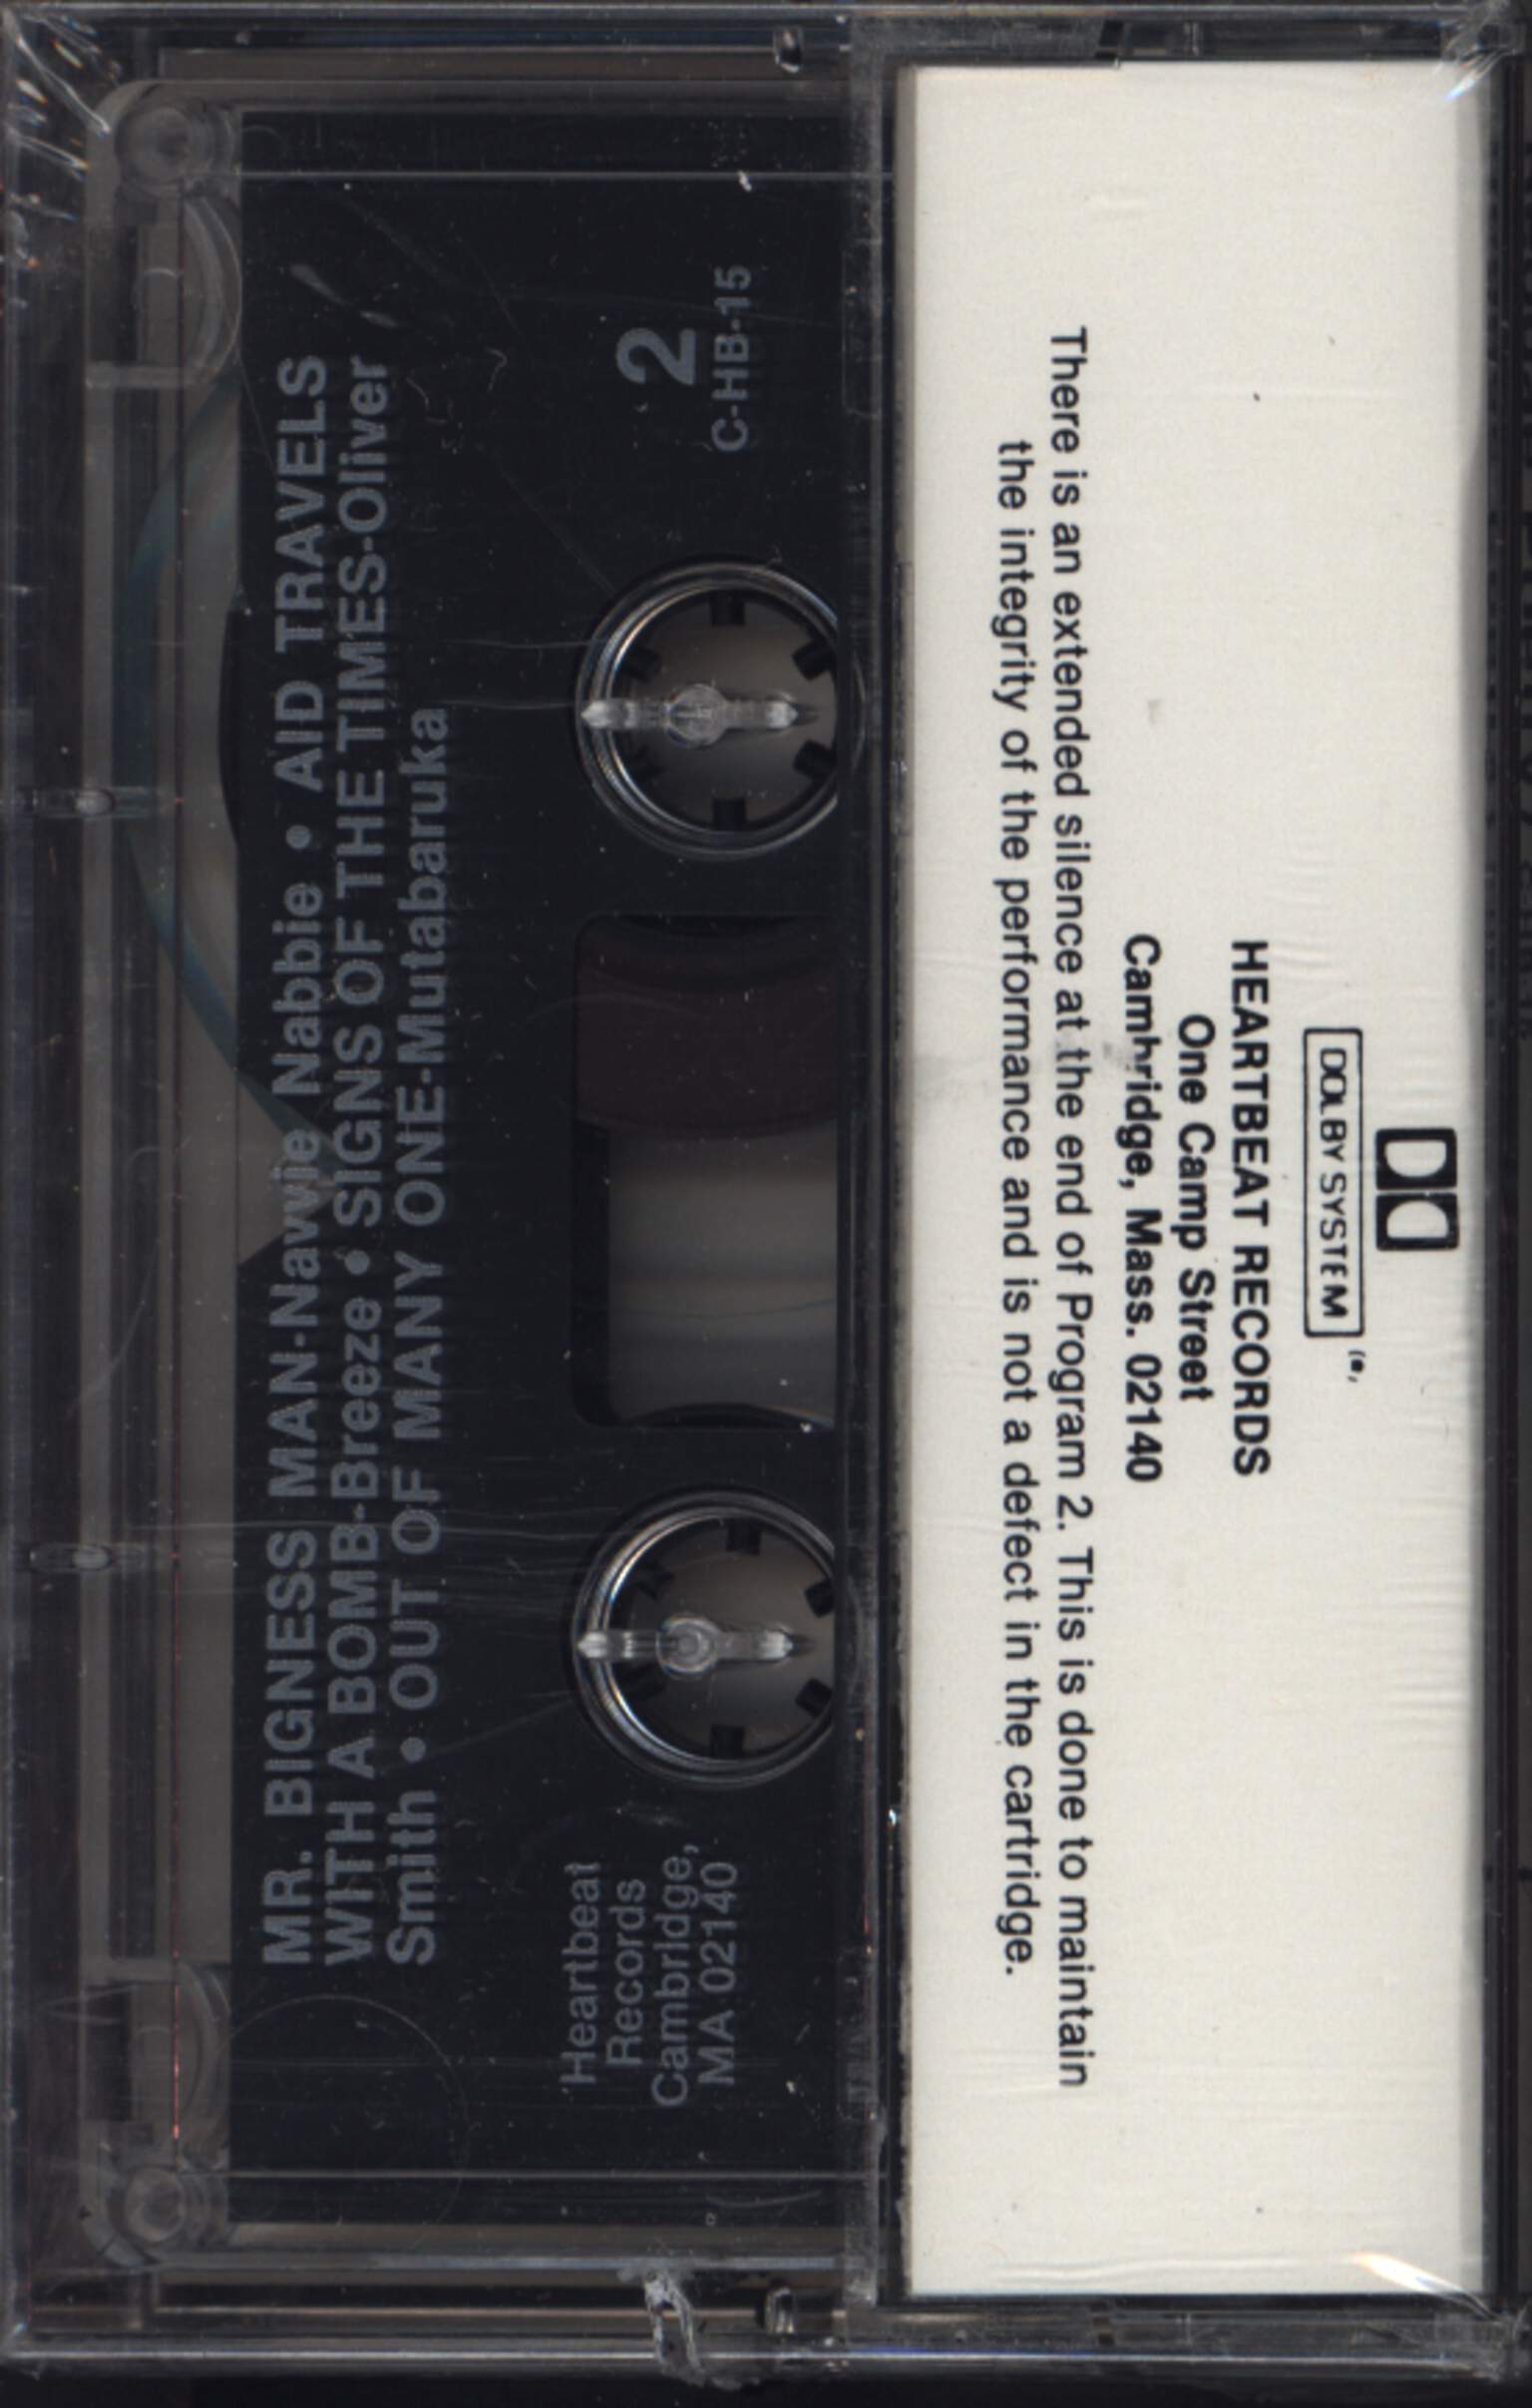 MR. BIGNESS MAN-Navvie Nabbie • AID TRAVELS
WITH A BOMB-Breeze • SIGNS OF THE TIMES-Oliver
Smith • OUT OF MANY ONE-Mutabaruka
2
C-HB-15
Heartbeat
Records
Cambridge,
MA 02140
DOLBY SYSTEM
HEARTBEAT RECORDS
One Camp Street
Cambridge, Mass. 02140
There is an extended silence at the end of Program 2. This is done to maintain
the integrity of the performance and is not a defect in the cartridge.